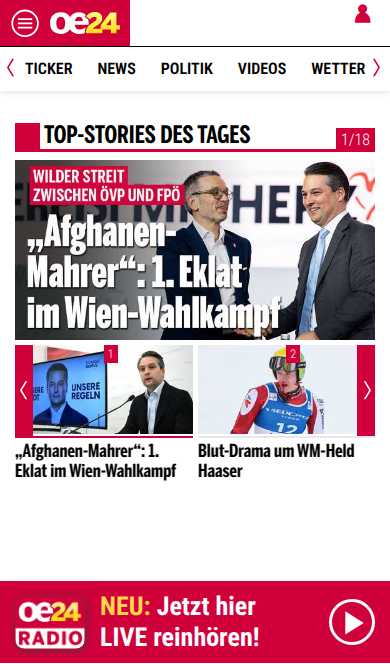 oe24
TICKER NEWS POLITIK VIDEOS WETTER
TOP-STORIES DES TAGES
1/18
WILDER STREIT
ZWISCHEN ÖVP UND FPÖ
„Afghanen-
Mahrer“: 1. Eklat
im Wien-Wahlkampf
1
UNSERE
REGELN
2
12
„Afghanen-Mahrer“: 1.
Eklat im Wien-Wahlkampf
Blut-Drama um WM-Held
Haaser
oe24
RADIO
NEU: Jetzt hier
LIVE reinhören!